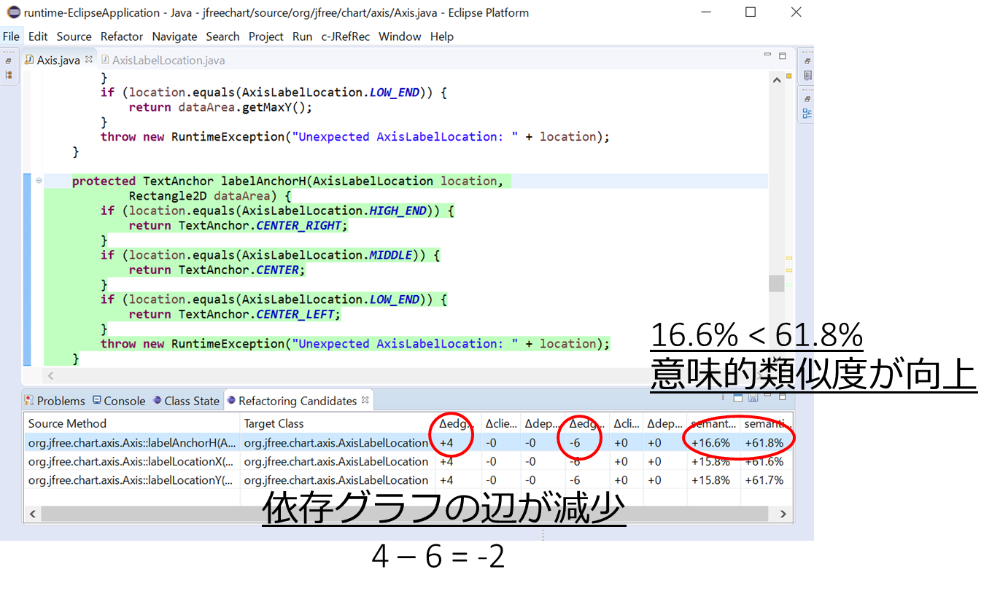 runtime-EclipseApplication - Java - jfreechart/source/org/jfree/chart/axis/Axis.java - Eclipse Platform
File Edit Source Refactor Navigate Search Project Run c-JRefRec Window Help
Axis.java AxisLabelLocation.java
}
if (location.equals(AxisLabelLocation.LOW_END)) {
return dataArea.getMaxY();
}
throw new RuntimeException("Unexpected AxisLabelLocation: " + location);
}
protected TextAnchor labelAnchorH(AxisLabelLocation location,
Rectangle2D dataArea) {
if (location.equals(AxisLabelLocation.HIGH_END)) {
return TextAnchor.CENTER_RIGHT;
}
if (location.equals(AxisLabelLocation.MIDDLE)) {
return TextAnchor.CENTER;
}
if (location.equals(AxisLabelLocation.LOW_END)) {
return TextAnchor.CENTER_LEFT;
}
throw new RuntimeException("Unexpected AxisLabelLocation: " + location);
}
16.6% < 61.8%
意味的類似度が向上
Problems Console Class State Refactoring Candidates
Source Method Target Class Δedg... Δclie... Δdep... Δedg... Δcli... Δdep... semant... semanti...
org.jfree.chart.axis.Axis::labelAnchorH(A... org.jfree.chart.axis.AxisLabelLocation +4 -0 -0 -6 +0 +0 +16.6% +61.8%
org.jfree.chart.axis.Axis::labelLocationX(... org.jfree.chart.axis.AxisLabelLocation +4 -0 -0 -6 +0 +0 +15.8% +61.6%
org.jfree.chart.axis.Axis::labelLocationY(... org.jfree.chart.axis.AxisLabelLocation +4 -0 -0 -6 +0 +0 +15.8% +61.7%
依存グラフの辺が減少
4 – 6 = -2